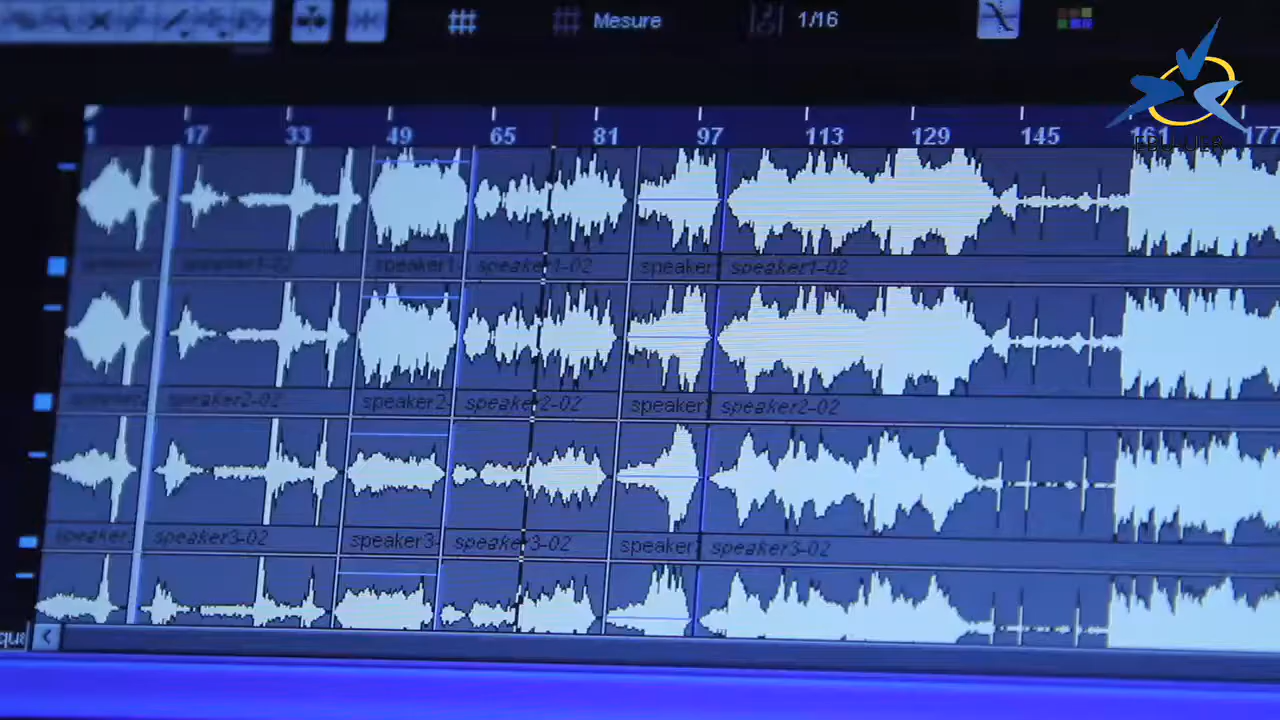 Mesure 1/16
1 17 33 49 65 81 97 113 129 145 161 177
EBU·UER
speaker1-02 speaker1- speaker1-02 speaker speaker1-02
speaker2-02 speaker2- speaker2-02 speaker speaker2-02
speaker speaker3-02 speaker3- speaker3-02 speaker speaker3-02